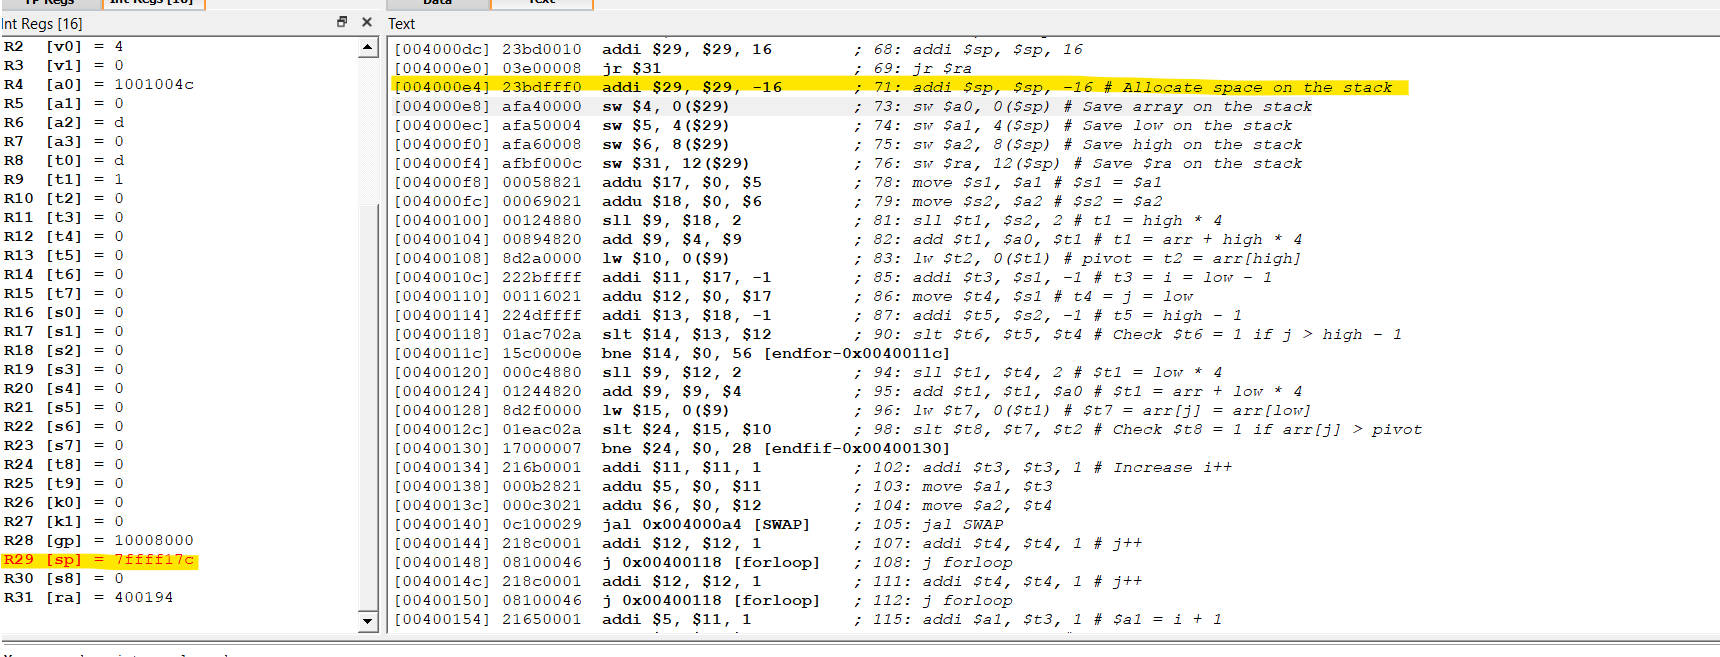 FP Regs Int Regs [16] Data Text
Int Regs [16]
R2 [v0] = 4
R3 [v1] = 0
R4 [a0] = 1001004c
R5 [a1] = 0
R6 [a2] = d
R7 [a3] = 0
R8 [t0] = d
R9 [t1] = 1
R10 [t2] = 0
R11 [t3] = 0
R12 [t4] = 0
R13 [t5] = 0
R14 [t6] = 0
R15 [t7] = 0
R16 [s0] = 0
R17 [s1] = 0
R18 [s2] = 0
R19 [s3] = 0
R20 [s4] = 0
R21 [s5] = 0
R22 [s6] = 0
R23 [s7] = 0
R24 [t8] = 0
R25 [t9] = 0
R26 [k0] = 0
R27 [k1] = 0
R28 [gp] = 10008000
R29 [sp] = 7ffff17c
R30 [s8] = 0
R31 [ra] = 400194
Text
[004000dc] 23bd0010 addi $29, $29, 16 ; 68: addi $sp, $sp, 16
[004000e0] 03e00008 jr $31 ; 69: jr $ra
[004000e4] 23bdfff0 addi $29, $29, -16 ; 71: addi $sp, $sp, -16 # Allocate space on the stack
[004000e8] afa40000 sw $4, 0($29) ; 73: sw $a0, 0($sp) # Save array on the stack
[004000ec] afa50004 sw $5, 4($29) ; 74: sw $a1, 4($sp) # Save low on the stack
[004000f0] afa60008 sw $6, 8($29) ; 75: sw $a2, 8($sp) # Save high on the stack
[004000f4] afbf000c sw $31, 12($29) ; 76: sw $ra, 12($sp) # Save $ra on the stack
[004000f8] 00058821 addu $17, $0, $5 ; 78: move $s1, $a1 # $s1 = $a1
[004000fc] 00069021 addu $18, $0, $6 ; 79: move $s2, $a2 # $s2 = $a2
[00400100] 00124880 sll $9, $18, 2 ; 81: sll $t1, $s2, 2 # t1 = high * 4
[00400104] 00894820 add $9, $4, $9 ; 82: add $t1, $a0, $t1 # t1 = arr + high * 4
[00400108] 8d2a0000 lw $10, 0($9) ; 83: lw $t2, 0($t1) # pivot = t2 = arr[high]
[0040010c] 222bffff addi $11, $17, -1 ; 85: addi $t3, $s1, -1 # t3 = i = low - 1
[00400110] 00116021 addu $12, $0, $17 ; 86: move $t4, $s1 # t4 = j = low
[00400114] 224dffff addi $13, $18, -1 ; 87: addi $t5, $s2, -1 # t5 = high - 1
[00400118] 01ac702a slt $14, $13, $12 ; 90: slt $t6, $t5, $t4 # Check $t6 = 1 if j > high - 1
[0040011c] 15c0000e bne $14, $0, 56 [endfor-0x0040011c]
[00400120] 000c4880 sll $9, $12, 2 ; 94: sll $t1, $t4, 2 # $t1 = low * 4
[00400124] 01244820 add $9, $9, $4 ; 95: add $t1, $t1, $a0 # $t1 = arr + low * 4
[00400128] 8d2f0000 lw $15, 0($9) ; 96: lw $t7, 0($t1) # $t7 = arr[j] = arr[low]
[0040012c] 01eac02a slt $24, $15, $10 ; 98: slt $t8, $t7, $t2 # Check $t8 = 1 if arr[j] > pivot
[00400130] 17000007 bne $24, $0, 28 [endfif-0x00400130]
[00400134] 216b0001 addi $11, $11, 1 ; 102: addi $t3, $t3, 1 # Increase i++
[00400138] 000b2821 addu $5, $0, $11 ; 103: move $a1, $t3
[0040013c] 000c3021 addu $6, $0, $12 ; 104: move $a2, $t4
[00400140] 0c100029 jal 0x004000a4 [SWAP] ; 105: jal SWAP
[00400144] 218c0001 addi $12, $12, 1 ; 107: addi $t4, $t4, 1 # j++
[00400148] 08100046 j 0x00400118 [forloop] ; 108: j forloop
[0040014c] 218c0001 addi $12, $12, 1 ; 111: addi $t4, $t4, 1 # j++
[00400150] 08100046 j 0x00400118 [forloop] ; 112: j forloop
[00400154] 21650001 addi $5, $11, 1 ; 115: addi $a1, $t3, 1 # $a1 = i + 1